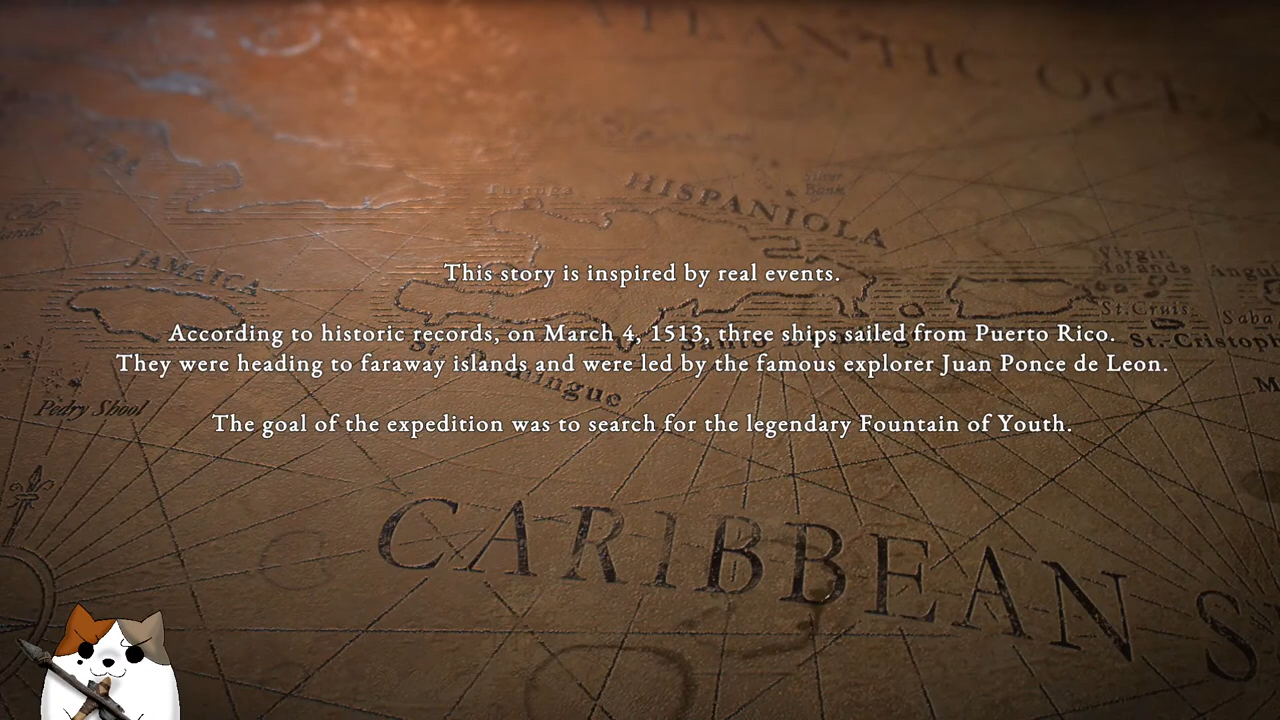 ATLANTIC OCE
HISPANIOLA
JAMAICA
Virgin
Islands
Angui
St. Cruis
Saba
St.-Christoph
This story is inspired by real events.
According to historic records, on March 4, 1513, three ships sailed from Puerto Rico.
They were heading to faraway islands and were led by the famous explorer Juan Ponce de Leon.
Pedry Shool
The goal of the expedition was to search for the legendary Fountain of Youth.
CARIBBEAN S